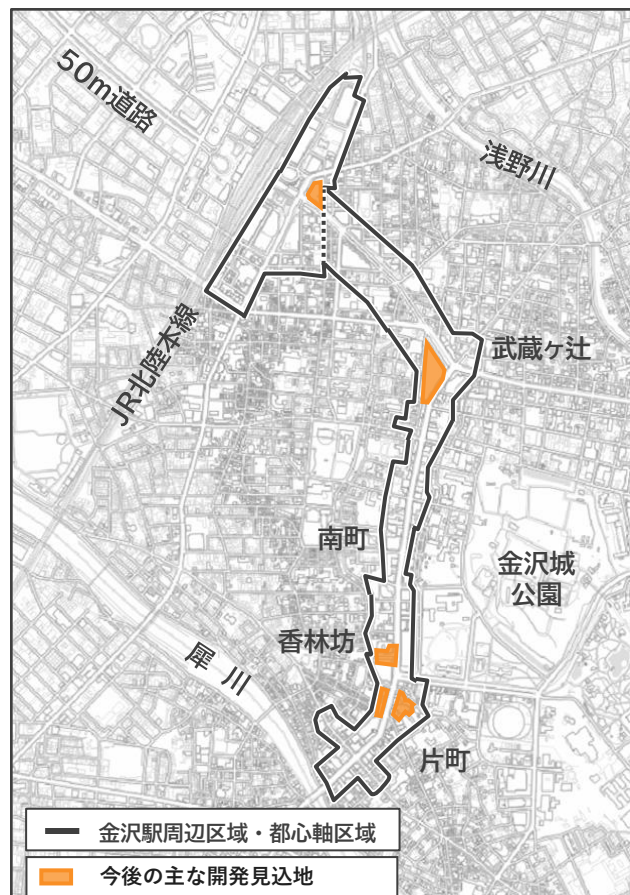 50m道路
浅野川
JR北陸本線
武蔵ヶ辻
南町
金沢城
公園
香林坊
犀川
片町
金沢駅周辺区域・都心軸区域
今後の主な開発見込地